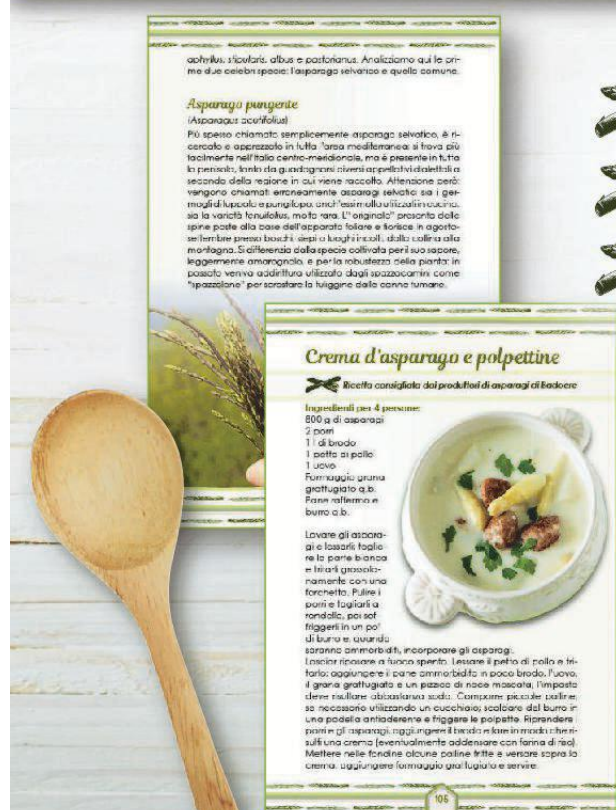 aphyllus, stipularis, albus e pastorianus. Analizziamo qui le pri-
me due celebri specie: l'asparago selvatico e quello comune.
Asparago pungente
(Asparagus acutifolius)
Più spesso chiamato semplicemente asparago selvatico, è ri-
cercato e apprezzato in tutta l'area mediterranea: si trova più
facilmente nell'Italia centro-meridionale, ma è presente in tutta
la penisola, tanto da guadagnarsi diversi appellativi dialettali a
seconda della regione in cui viene raccolto. Attenzione però:
vengono chiamati erroneamente asparagi selvatici sia i ger-
mogli di luppolo e pungitopo, anch'essi molto utilizzati in cucina,
sia la varietà tenuifolius, molto rara. L'"originale" presenta delle
spine poste alla base dell'apparato foliare e fiorisce in agosto-
settembre presso boschi, siepi o luoghi incolti, dalla collina alla
montagna. Si differenzia dalla specie coltivata per il suo sapore,
leggermente amarognolo, e per la robustezza della pianta: in
passato veniva addirittura utilizzato dagli spazzacamini come
"spazzolone" per scrostare la fuliggine dalle canne fumarie.
Crema d'asparago e polpettine
Ricetta consigliata dai produttori di asparagi di Badoere
Ingredienti per 4 persone:
800 g di asparagi
2 porri
1 l di brodo
1 petto di pollo
1 uovo
Formaggio grana
grattugiato q.b.
Pane raffermo e
burro q.b.
Lavare gli aspara-
gi e lessarli: toglie-
re la parte bianca
e tritarli grossola-
namente con una
forchetta. Pulire i
porri e tagliarli a
rondelle, poi sof-
friggerli in un po'
di burro e, quando
saranno ammorbiditi, incorporare gli asparagi.
Lasciar riposare a fuoco spento. Lessare il petto di pollo e tri-
tarlo: aggiungere il pane ammorbidito in poco brodo, l'uovo,
il grana grattugiato e un pizzico di noce moscata; l'impasto
deve risultare abbastanza sodo. Comporre piccole palline,
se necessario utilizzando un cucchiaio; scaldare del burro in
una padella antiaderente e friggere le polpette. Riprendere i
porri e gli asparagi, aggiungere il brodo e fare in modo che ri-
sulti una crema (eventualmente addensare con farina di riso).
Mettere nelle fondine alcune palline fritte e versare sopra la
crema, aggiungere formaggio grattugiato e servire.
106